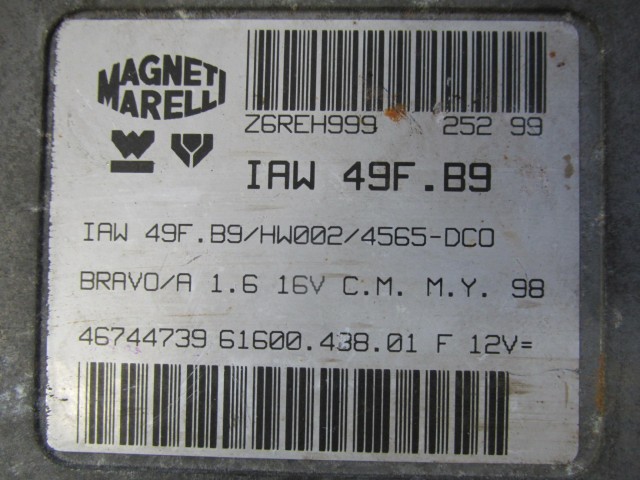 MAGNETI
MARELLI
Z6REH999 252 99
IAW 49F.B9
IAW 49F.B9/HW002/4565-DCO
BRAVO/A 1.6 16V C.M. M.Y. 98
46744739 61600.438.01 F 12V=